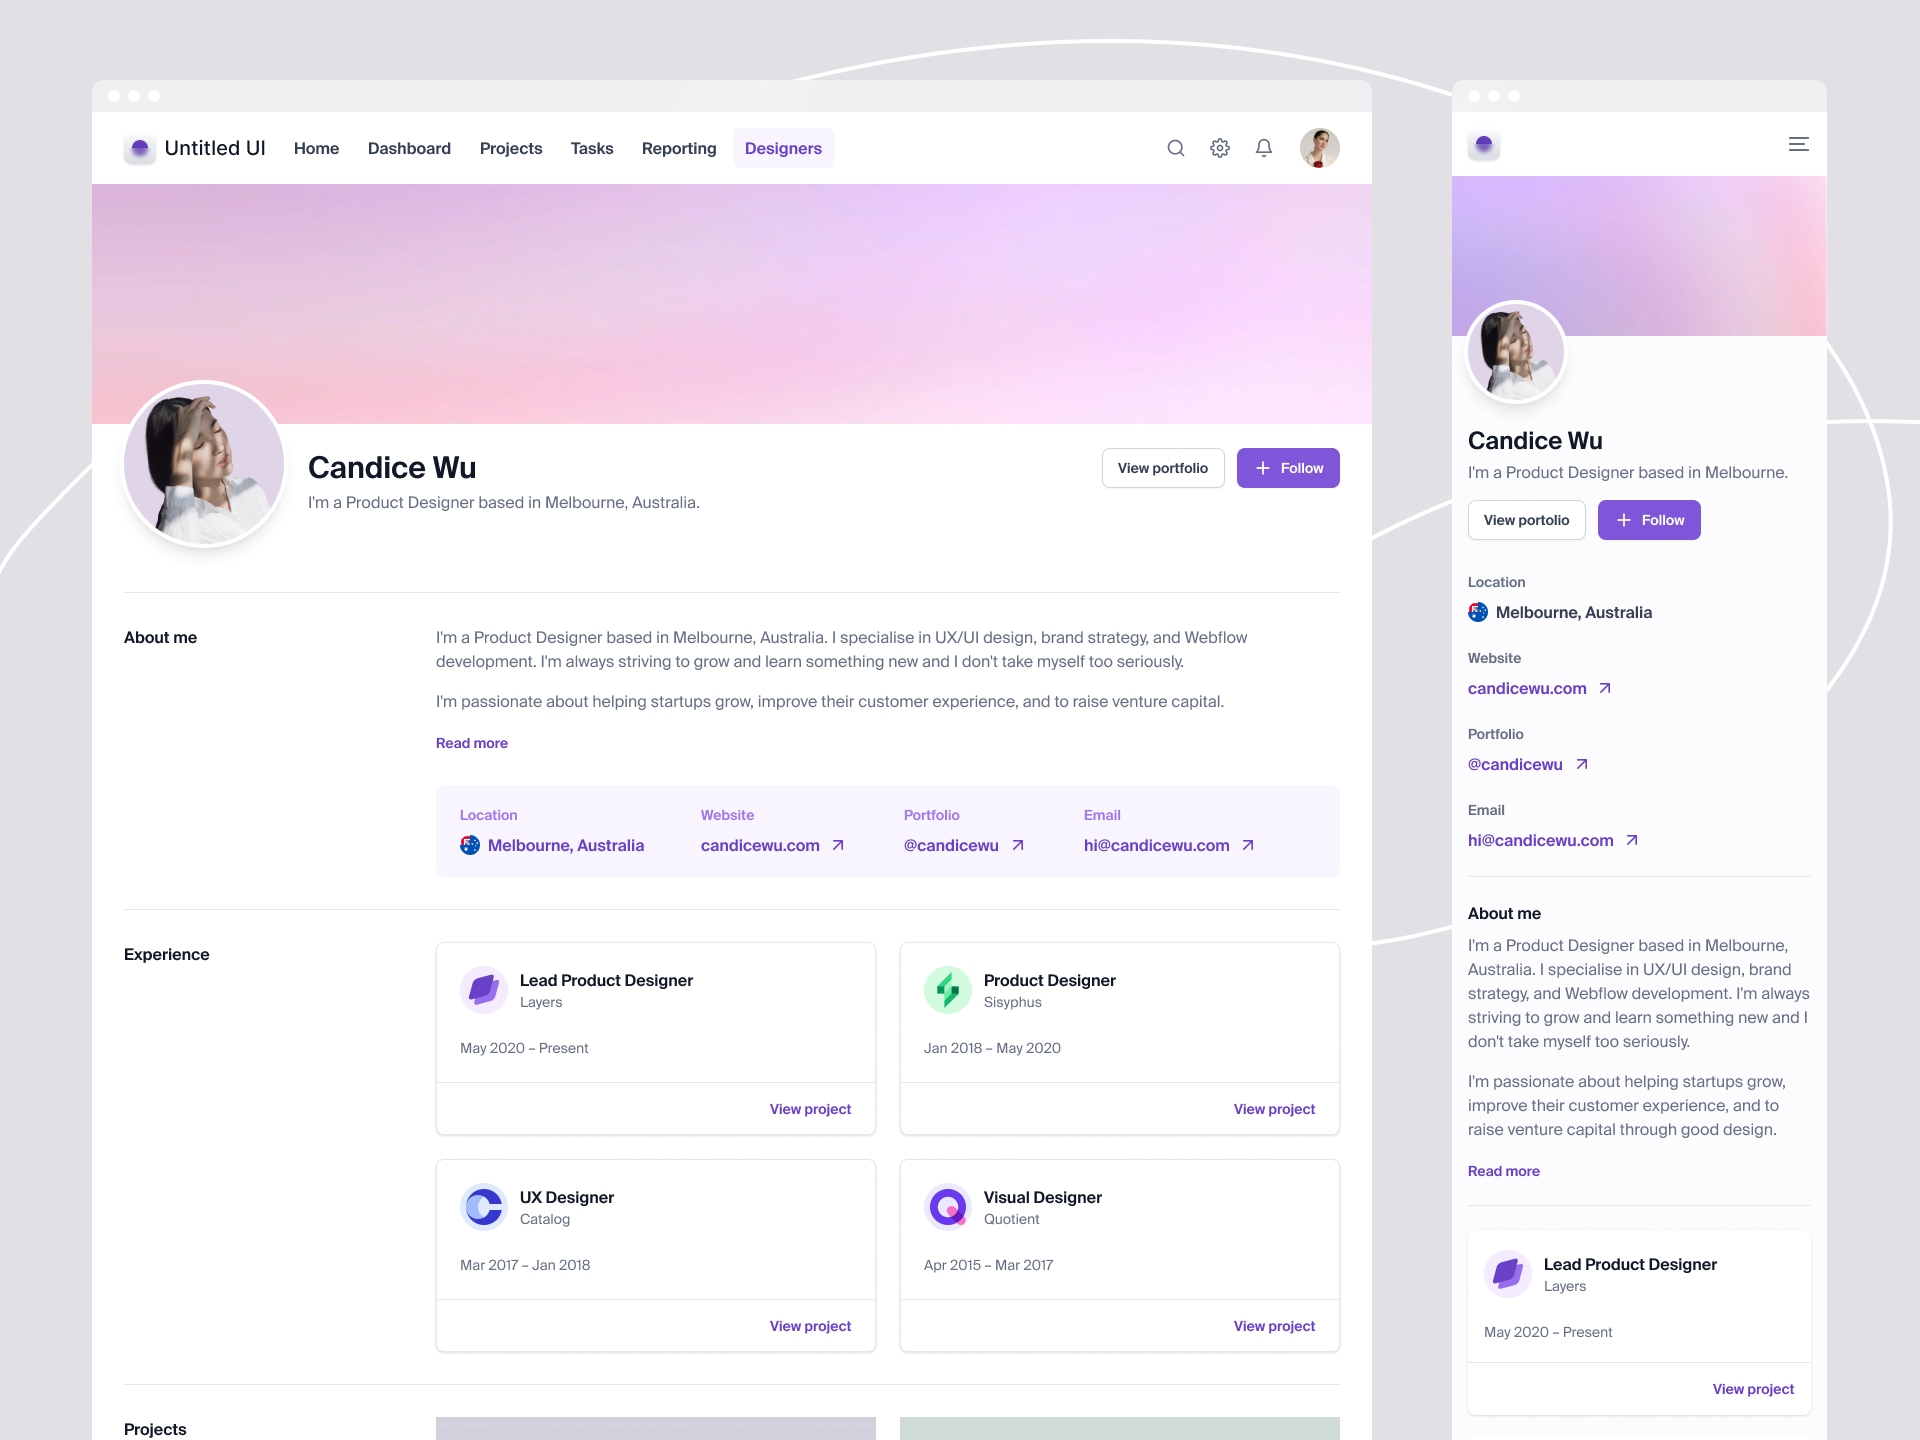 Untitled UI
Home
Dashboard
Projects
Tasks
Reporting
Designers
Candice Wu
I'm a Product Designer based in Melbourne, Australia.
View portfolio
Follow
About me
I'm a Product Designer based in Melbourne, Australia. I specialise in UX/UI design, brand strategy, and Webflow
development. I'm always striving to grow and learn something new and I don't take myself too seriously.
I'm passionate about helping startups grow, improve their customer experience, and to raise venture capital.
Read more
Location
Melbourne, Australia
Website
candicewu.com
Portfolio
@candicewu
Email
hi@candicewu.com
Experience
Lead Product Designer
Layers
May 2020 – Present
View project
Product Designer
Sisyphus
Jan 2018 – May 2020
View project
UX Designer
Catalog
Mar 2017 – Jan 2018
View project
Visual Designer
Quotient
Apr 2015 – Mar 2017
View project
Projects
Candice Wu
I'm a Product Designer based in Melbourne.
View portolio
Follow
Location
Melbourne, Australia
Website
candicewu.com
Portfolio
@candicewu
Email
hi@candicewu.com
About me
I'm a Product Designer based in Melbourne,
Australia. I specialise in UX/UI design, brand
strategy, and Webflow development. I'm always
striving to grow and learn something new and I
don't take myself too seriously.
I'm passionate about helping startups grow,
improve their customer experience, and to
raise venture capital through good design.
Read more
Lead Product Designer
Layers
May 2020 – Present
View project